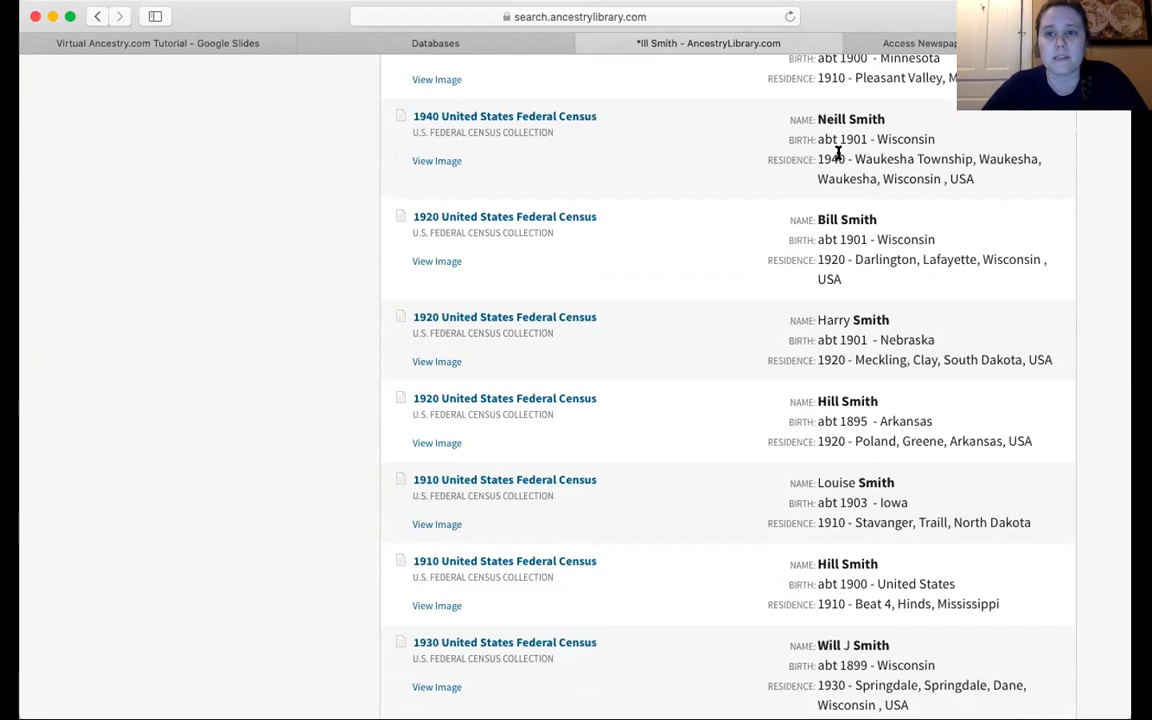 search.ancestrylibrary.com
Virtual Ancestry.com Tutorial - Google Slides
Databases
*Ill Smith - AncestryLibrary.com
Access Newspap
BIRTH: abt 1900 - Minnesota
View Image
RESIDENCE: 1910 - Pleasant Valley, M
1940 United States Federal Census
NAME: Neill Smith
U.S. FEDERAL CENSUS COLLECTION
BIRTH: abt 1901 - Wisconsin
View Image
RESIDENCE: 1940 - Waukesha Township, Waukesha,
Waukesha, Wisconsin , USA
1920 United States Federal Census
NAME: Bill Smith
U.S. FEDERAL CENSUS COLLECTION
BIRTH: abt 1901 - Wisconsin
View Image
RESIDENCE: 1920 - Darlington, Lafayette, Wisconsin ,
USA
1920 United States Federal Census
NAME: Harry Smith
U.S. FEDERAL CENSUS COLLECTION
BIRTH: abt 1901 - Nebraska
View Image
RESIDENCE: 1920 - Meckling, Clay, South Dakota, USA
1920 United States Federal Census
NAME: Hill Smith
U.S. FEDERAL CENSUS COLLECTION
BIRTH: abt 1895 - Arkansas
View Image
RESIDENCE: 1920 - Poland, Greene, Arkansas, USA
1910 United States Federal Census
NAME: Louise Smith
U.S. FEDERAL CENSUS COLLECTION
BIRTH: abt 1903 - Iowa
View Image
RESIDENCE: 1910 - Stavanger, Traill, North Dakota
1910 United States Federal Census
NAME: Hill Smith
U.S. FEDERAL CENSUS COLLECTION
BIRTH: abt 1900 - United States
View Image
RESIDENCE: 1910 - Beat 4, Hinds, Mississippi
1930 United States Federal Census
NAME: Will J Smith
U.S. FEDERAL CENSUS COLLECTION
BIRTH: abt 1899 - Wisconsin
View Image
RESIDENCE: 1930 - Springdale, Springdale, Dane,
Wisconsin , USA